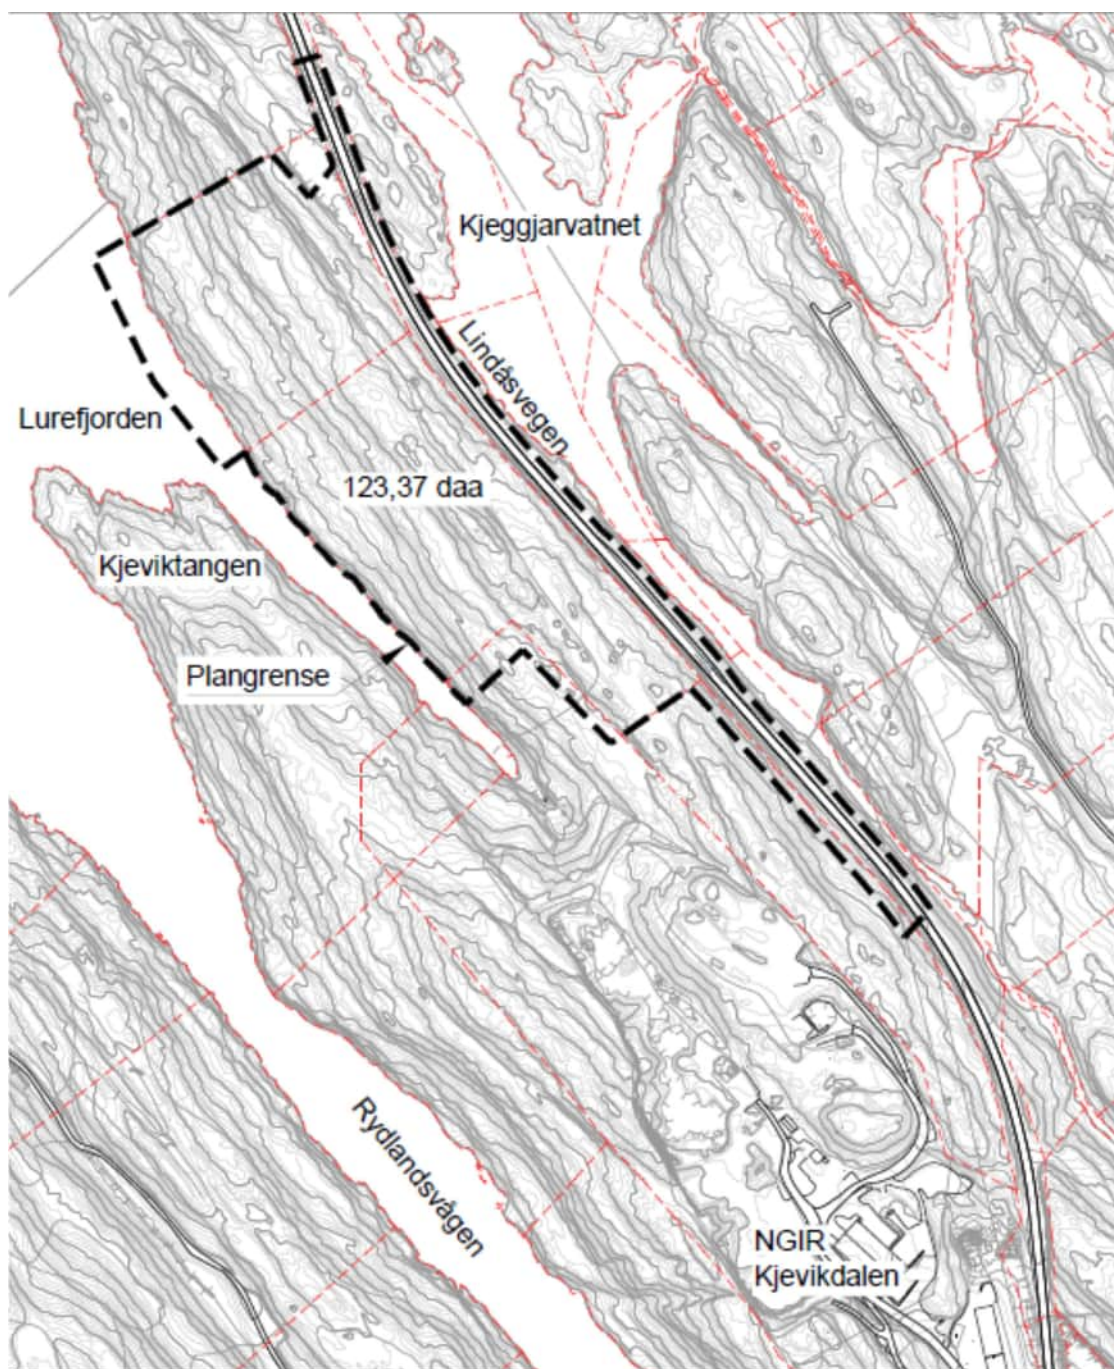 Kjeggjarvatnet
Lindåsvegen
Lurefjorden
123,37 daa
Kjeviktangen
Plangrense
Rydlandsvågen
NGIR
Kjevikdalen